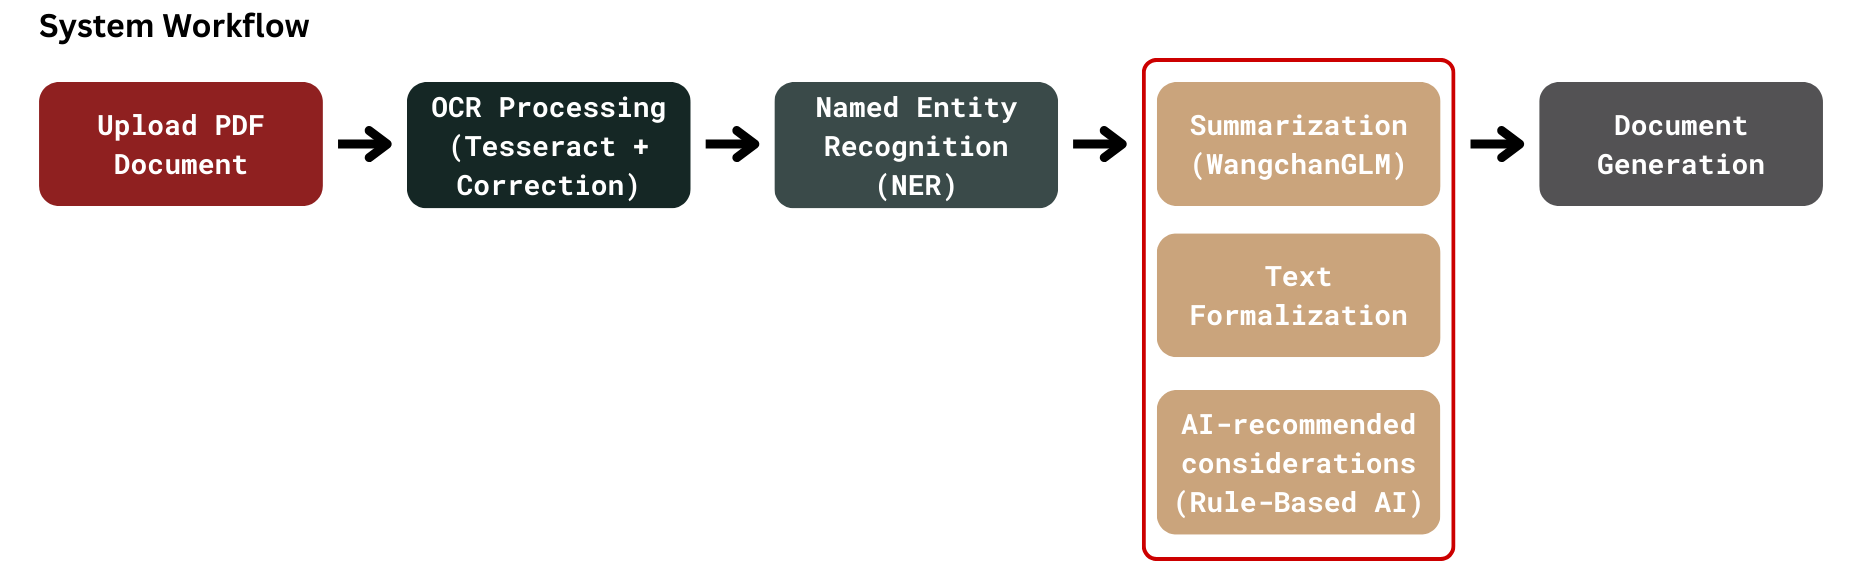 System Workflow
Upload PDF
Document
OCR Processing
(Tesseract +
Correction)
Named Entity
Recognition
(NER)
Summarization
(WangchanGLM)
Text
Formalization
AI-recommended
considerations
(Rule-Based AI)
Document
Generation